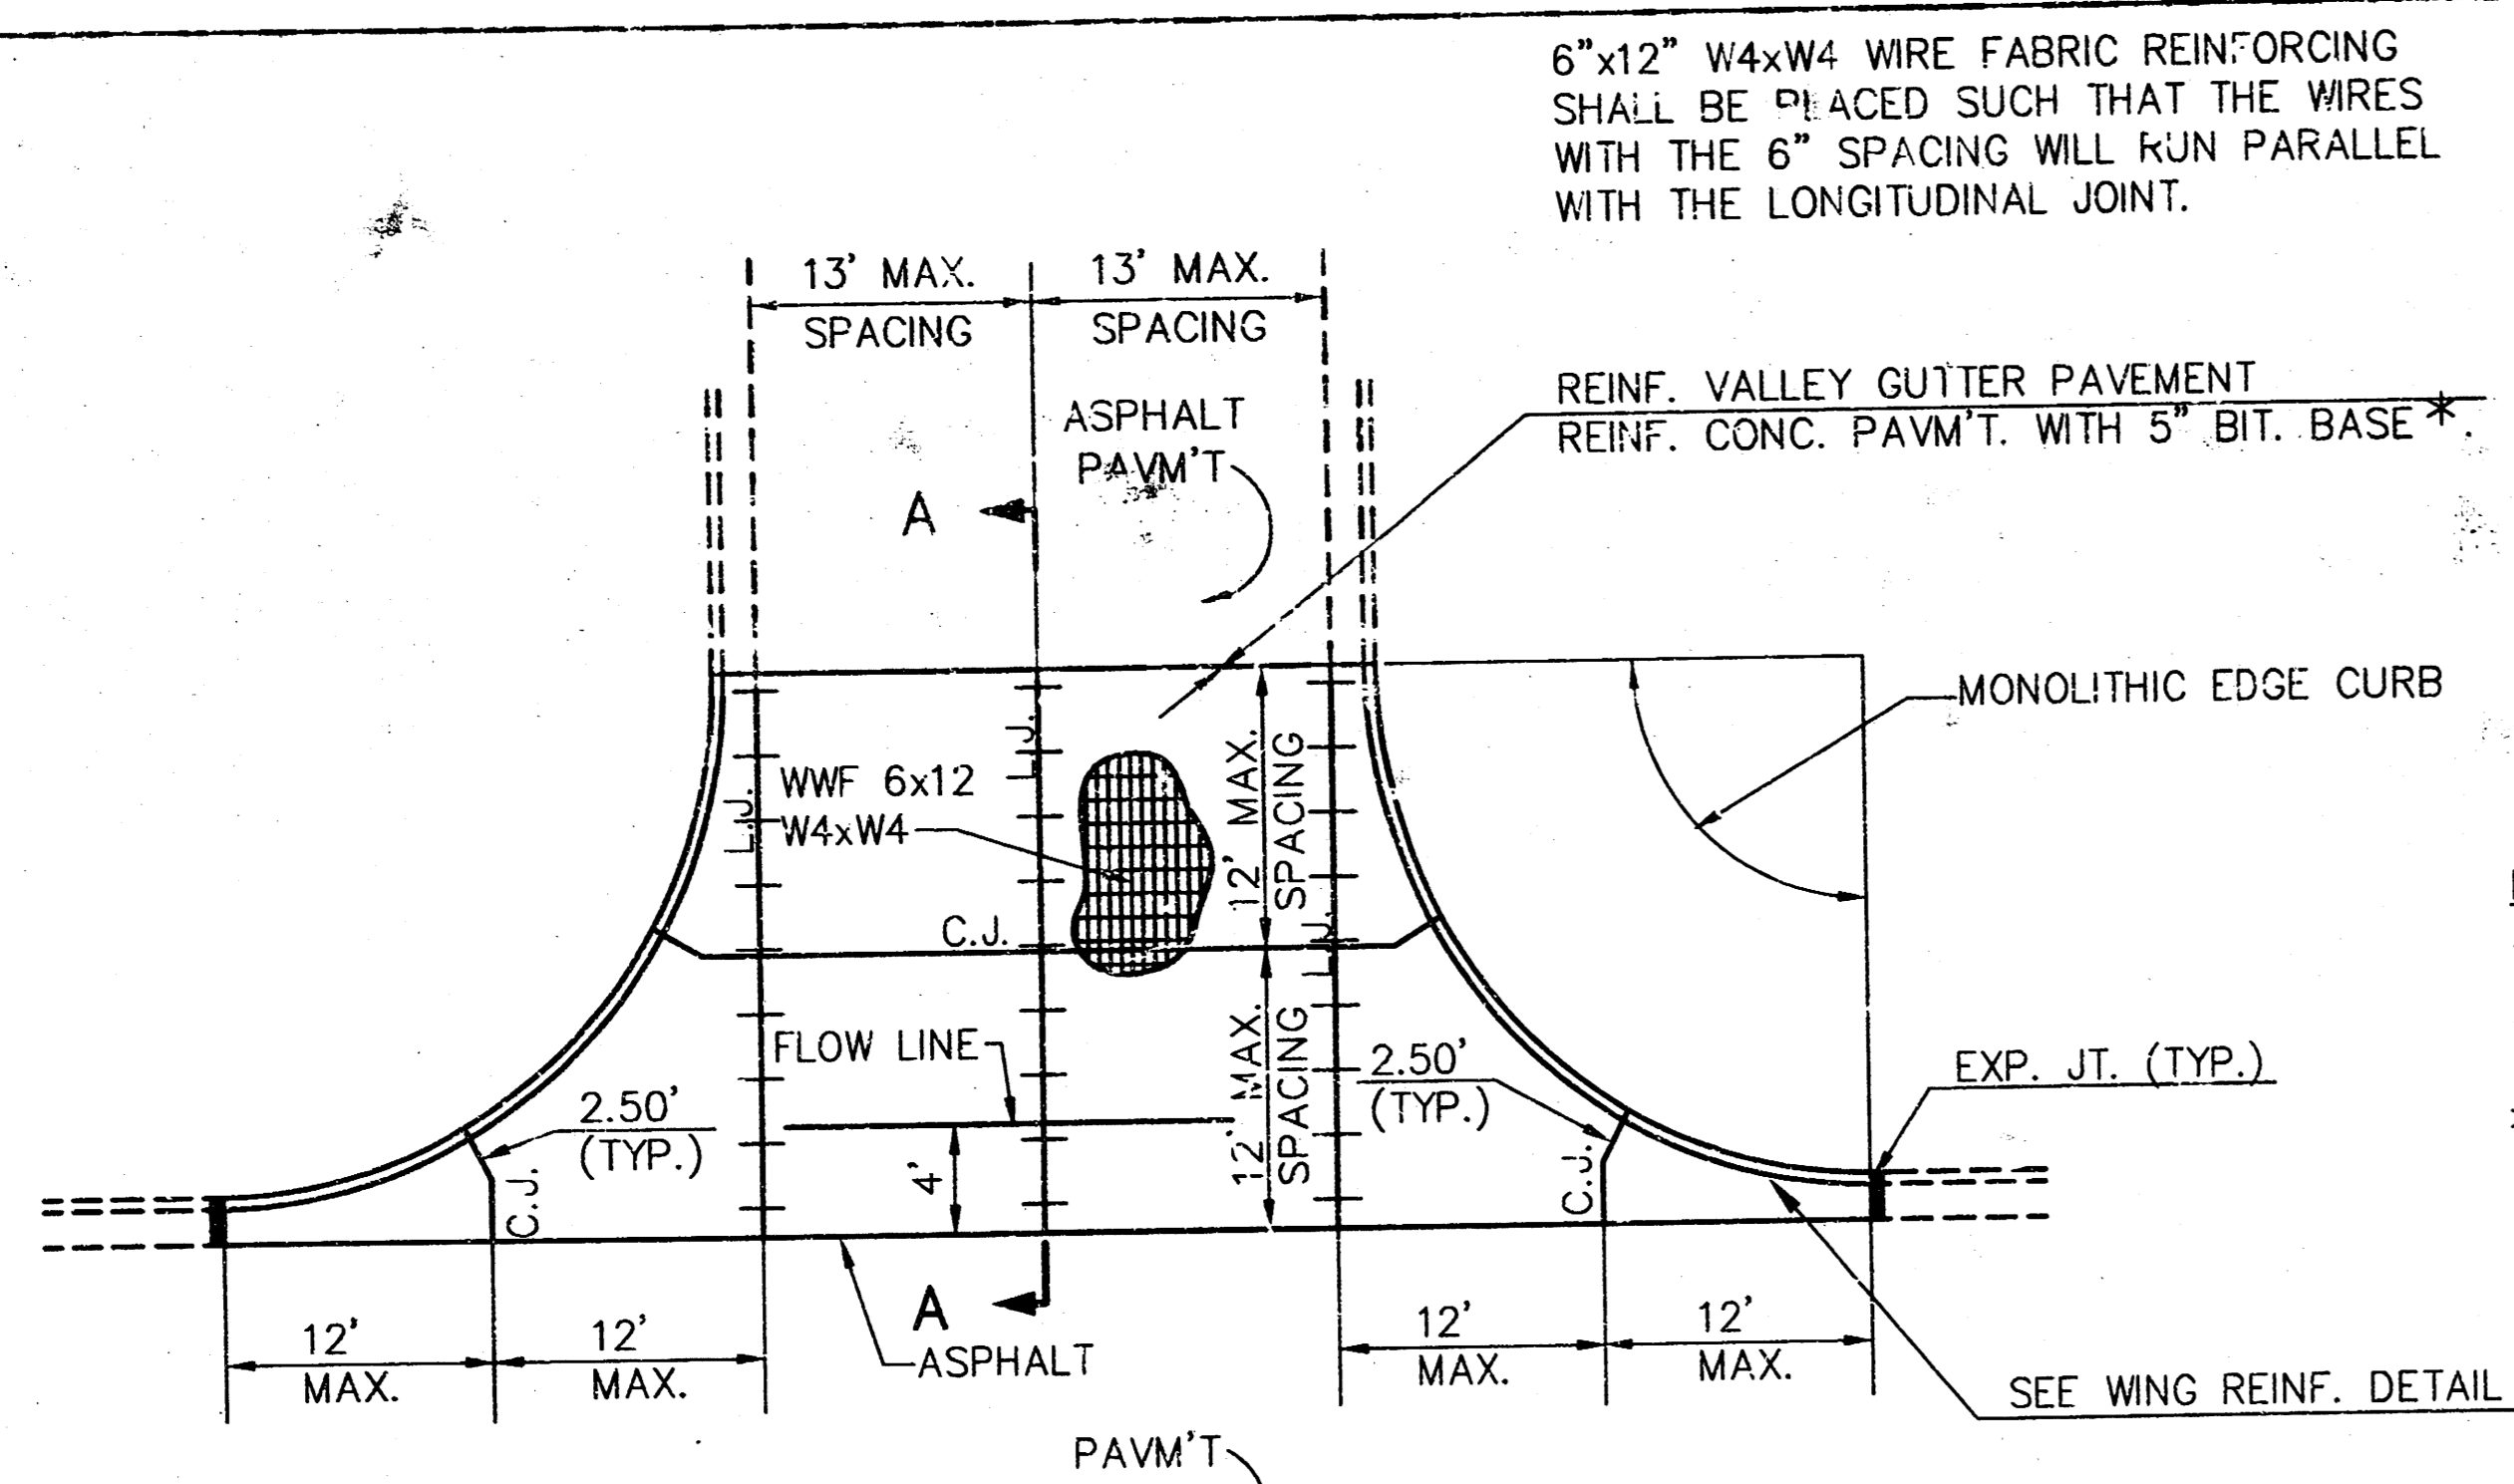 6"x12" W4xW4 WIRE FABRIC REINFORCING
SHALL BE PLACED SUCH THAT THE WIRES
WITH THE 6" SPACING WILL RUN PARALLEL
WITH THE LONGITUDINAL JOINT.
13' MAX.
SPACING
13' MAX.
SPACING
ASPHALT
PAVM'T
REINF. VALLEY GUTTER PAVEMENT
REINF. CONC. PAVM'T. WITH 5" BIT. BASE *.
A
MONOLITHIC EDGE CURB
L.J.
WWF 6x12
W4xW4
L.J.
12' MAX.
SPACING
C.J.
L.J.
FLOW LINE
12' MAX.
SPACING
2.50'
(TYP.)
2.50'
(TYP.)
EXP. JT. (TYP.)
4'
C.J.
C.J.
A
ASPHALT
12'
MAX.
12'
MAX.
12'
MAX.
12'
MAX.
SEE WING REINF. DETAIL
PAVM'T